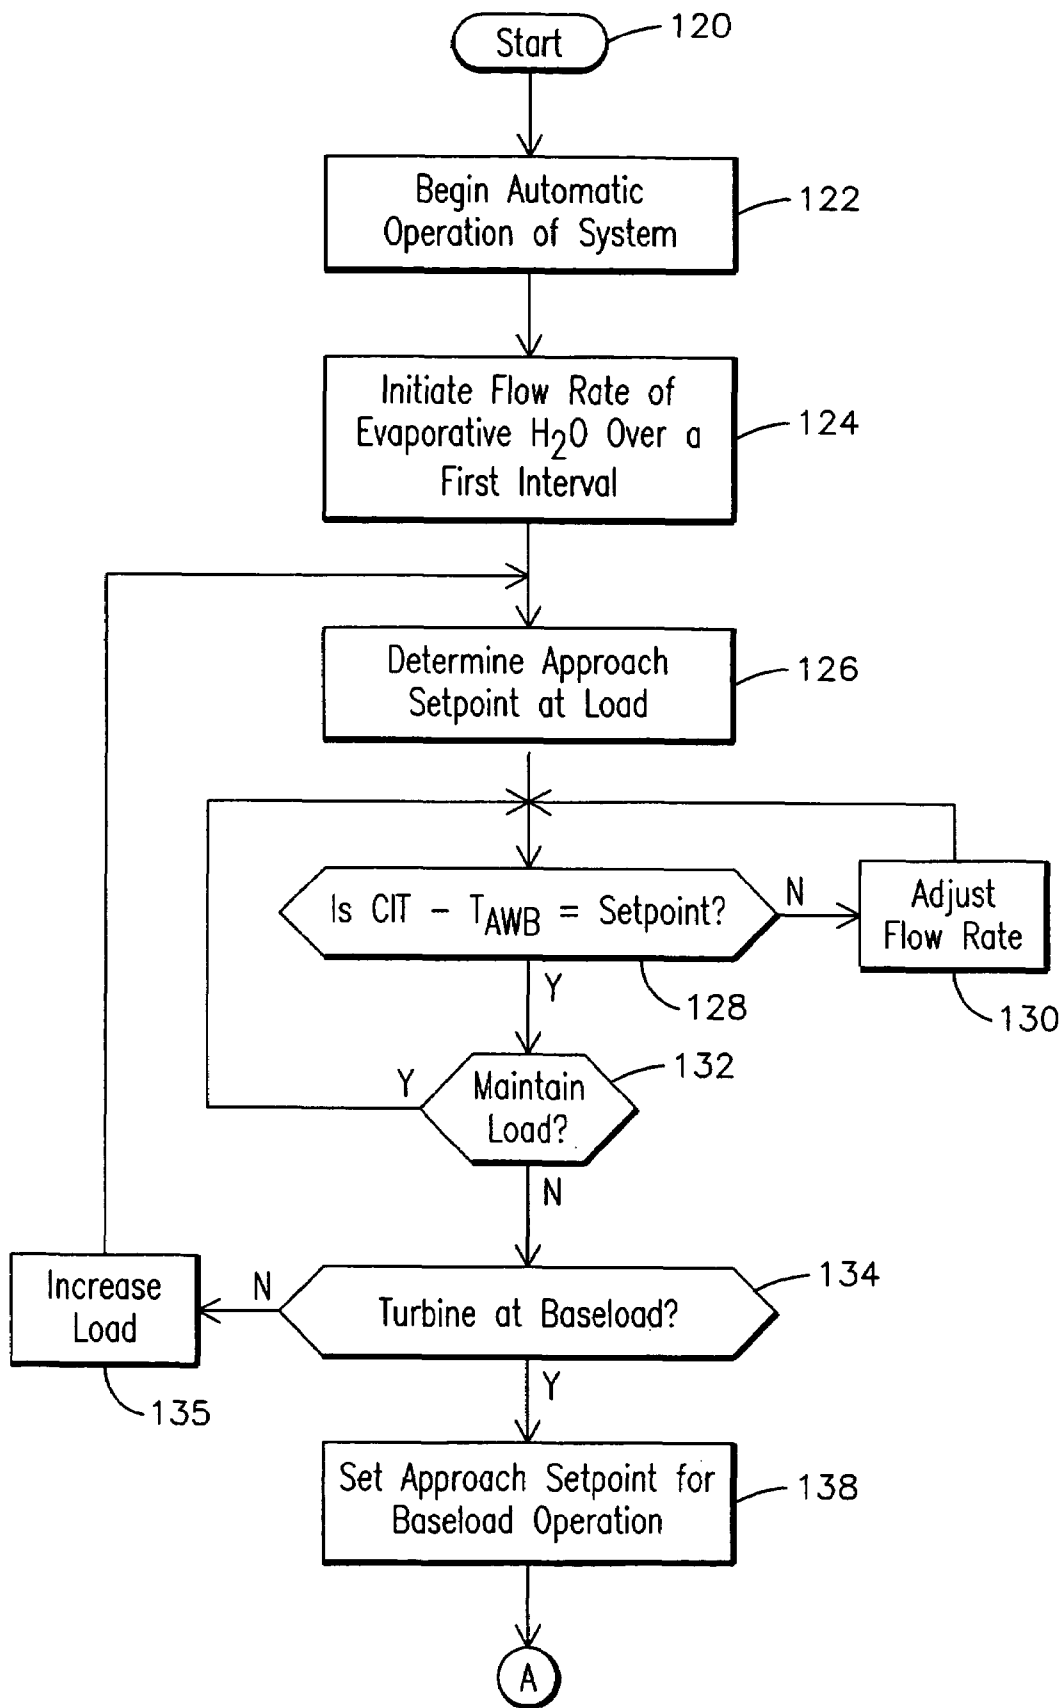 Start
120
Begin Automatic
Operation of System
122
Initiate Flow Rate of
Evaporative H2O Over a
First Interval
124
Determine Approach
Setpoint at Load
126
Is CIT - TAWB = Setpoint?
N
Adjust
Flow Rate
Y
128
130
Y
Maintain
Load?
132
N
Increase
Load
N
Turbine at Baseload?
134
135
Y
Set Approach Setpoint for
Baseload Operation
138
A